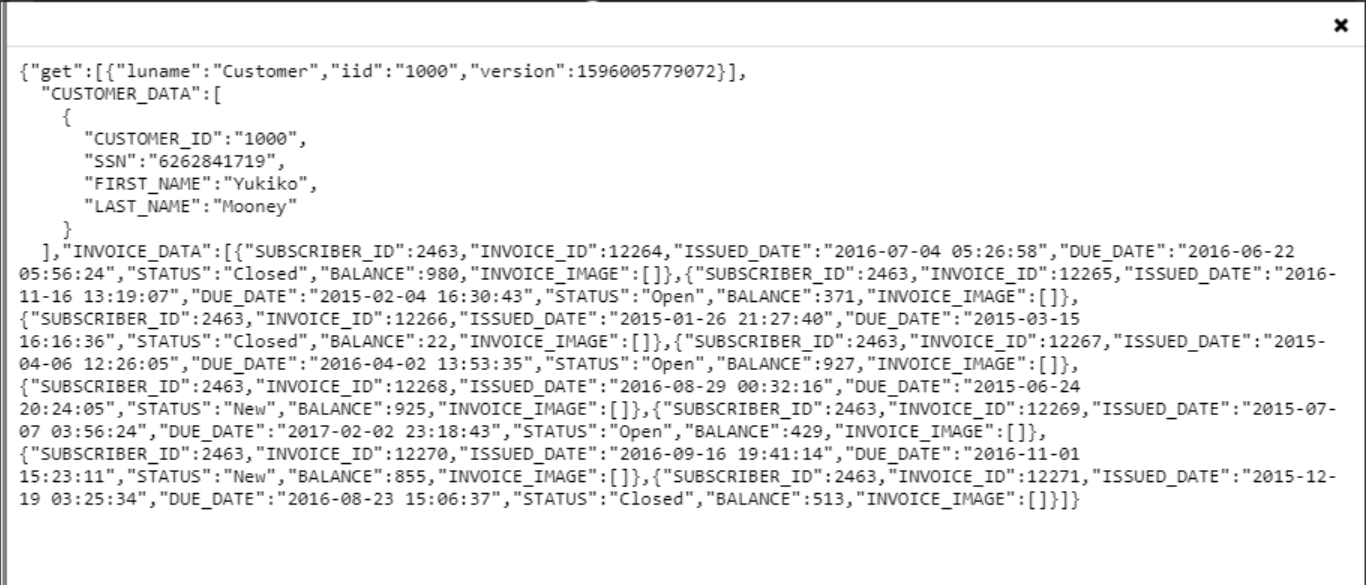 {"get":[{"luname":"Customer","iid":"1000","version":1596005779072}],
"CUSTOMER_DATA":[
{
"CUSTOMER_ID":"1000",
"SSN":"6262841719",
"FIRST_NAME":"Yukiko",
"LAST_NAME":"Mooney"
}
],"INVOICE_DATA":[{"SUBSCRIBER_ID":2463,"INVOICE_ID":12264,"ISSUED_DATE":"2016-07-04 05:26:58","DUE_DATE":"2016-06-22
05:56:24","STATUS":"Closed","BALANCE":980,"INVOICE_IMAGE":[]},{"SUBSCRIBER_ID":2463,"INVOICE_ID":12265,"ISSUED_DATE":"2016-
11-16 13:19:07","DUE_DATE":"2015-02-04 16:30:43","STATUS":"Open","BALANCE":371,"INVOICE_IMAGE":[]},
{"SUBSCRIBER_ID":2463,"INVOICE_ID":12266,"ISSUED_DATE":"2015-01-26 21:27:40","DUE_DATE":"2015-03-15
16:16:36","STATUS":"Closed","BALANCE":22,"INVOICE_IMAGE":[]},{"SUBSCRIBER_ID":2463,"INVOICE_ID":12267,"ISSUED_DATE":"2015-
04-06 12:26:05","DUE_DATE":"2016-04-02 13:53:35","STATUS":"Open","BALANCE":927,"INVOICE_IMAGE":[]},
{"SUBSCRIBER_ID":2463,"INVOICE_ID":12268,"ISSUED_DATE":"2016-08-29 00:32:16","DUE_DATE":"2015-06-24
20:24:05","STATUS":"New","BALANCE":925,"INVOICE_IMAGE":[]},{"SUBSCRIBER_ID":2463,"INVOICE_ID":12269,"ISSUED_DATE":"2015-07-
07 03:56:24","DUE_DATE":"2017-02-02 23:18:43","STATUS":"Open","BALANCE":429,"INVOICE_IMAGE":[]},
{"SUBSCRIBER_ID":2463,"INVOICE_ID":12270,"ISSUED_DATE":"2016-09-16 19:41:14","DUE_DATE":"2016-11-01
15:23:11","STATUS":"New","BALANCE":855,"INVOICE_IMAGE":[]},{"SUBSCRIBER_ID":2463,"INVOICE_ID":12271,"ISSUED_DATE":"2015-12-
19 03:25:34","DUE_DATE":"2016-08-23 15:06:37","STATUS":"Closed","BALANCE":513,"INVOICE_IMAGE":[]}]}